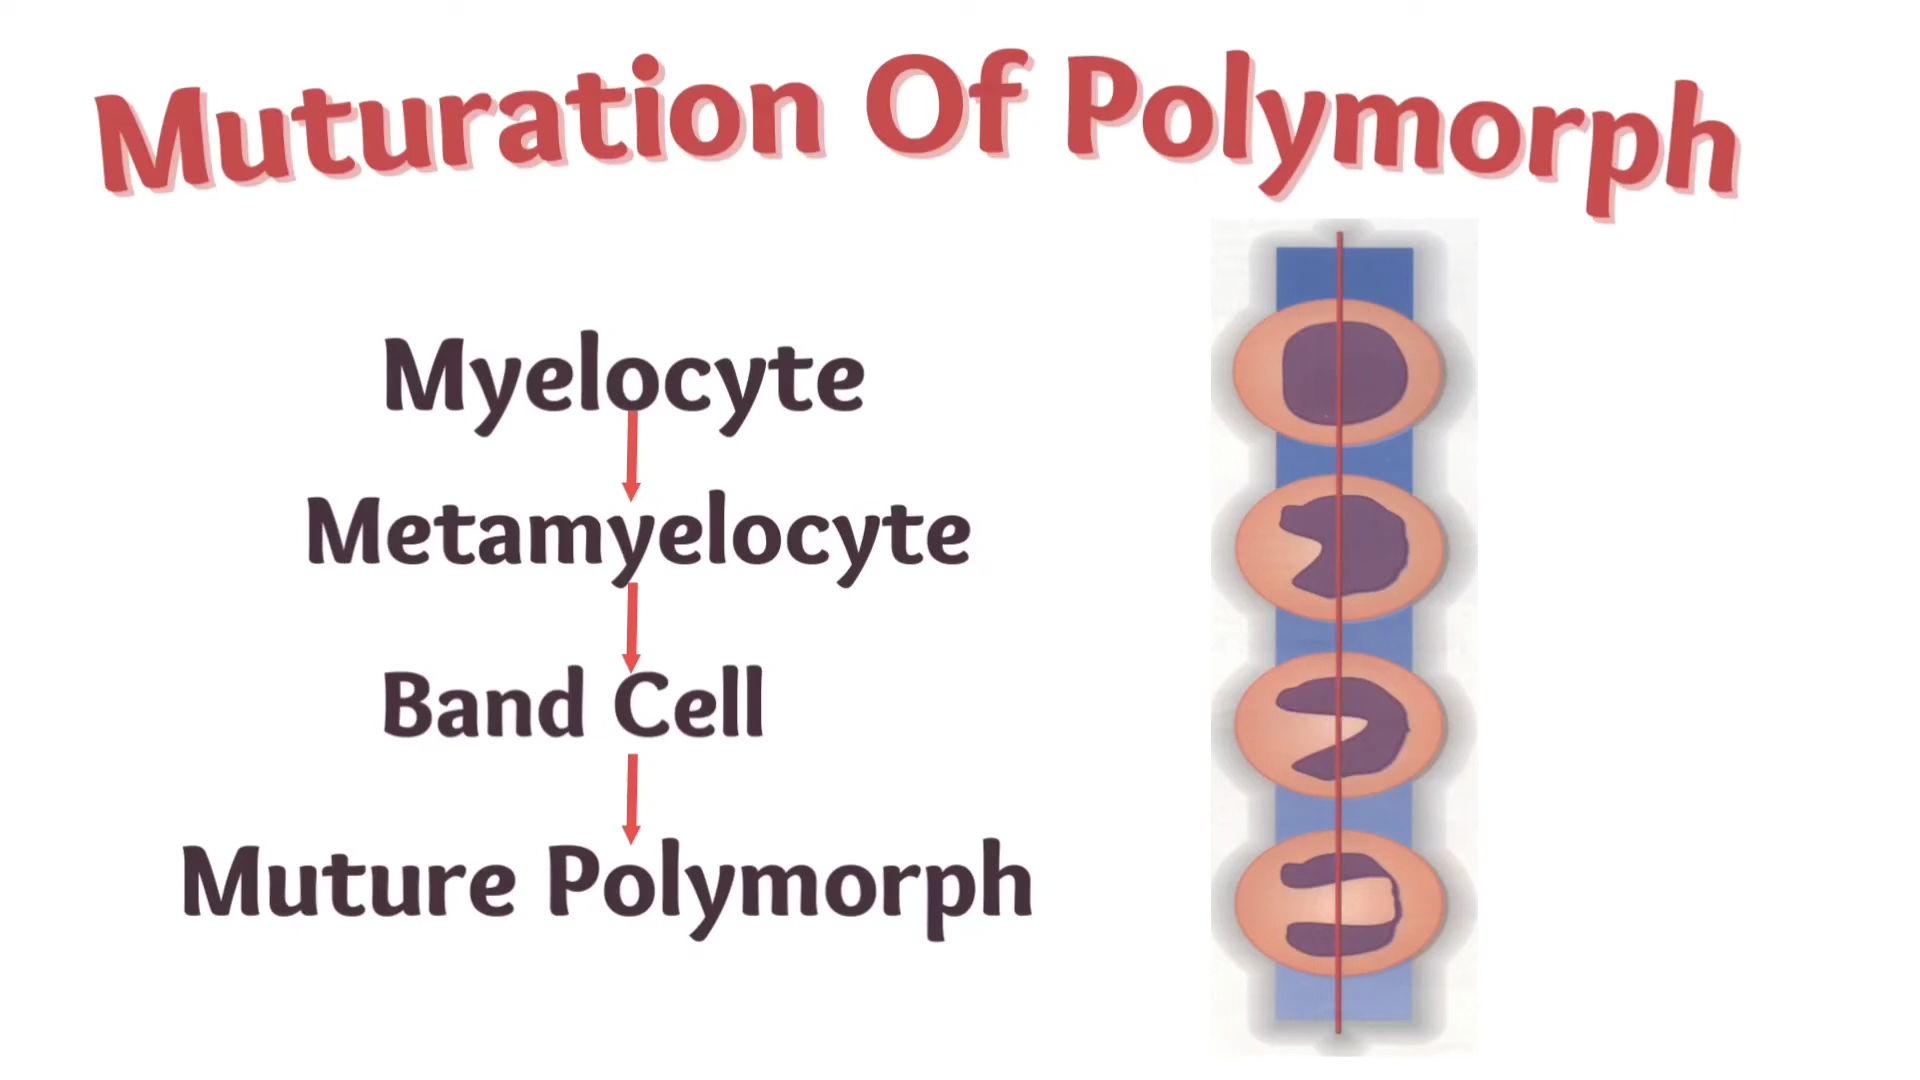 Muturation Of Polymorph
Myelocyte
Metamyelocyte
Band Cell
Muture Polymorph